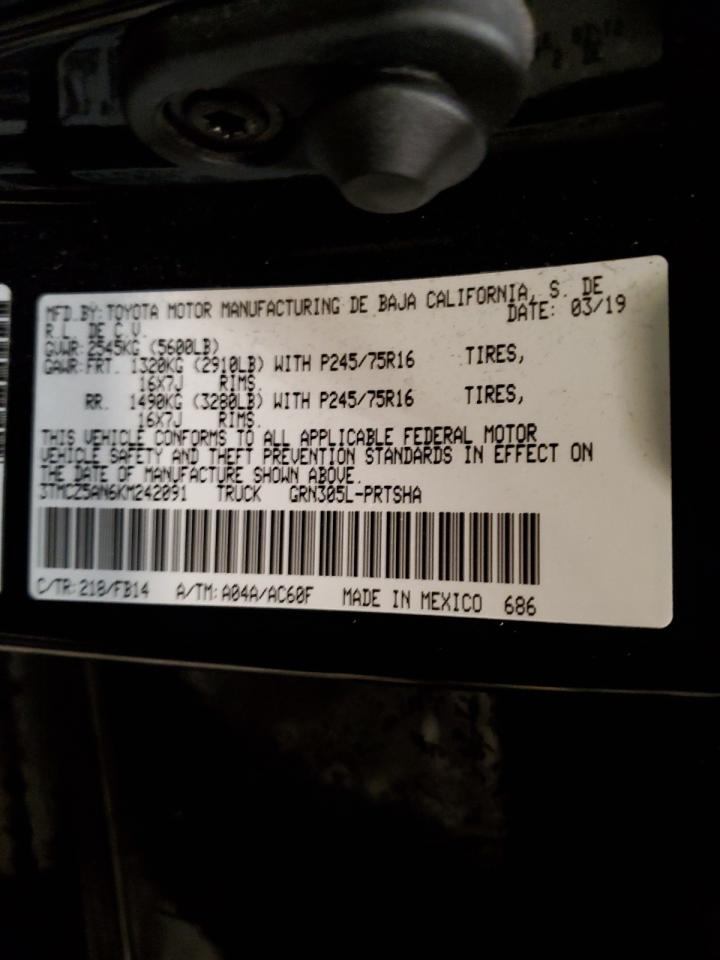 MFD.BY:TOYOTA MOTOR MANUFACTURING DE BAJA CALIFORNIA, S. DE
R.L. DE C.V. DATE: 03/19
GVWR:2545KG (5600LB)
GAWR:FRT. 1320KG (2910LB) WITH P245/75R16 TIRES,
16X7J RIMS.
RR. 1490KG (3280LB) WITH P245/75R16 TIRES,
16X7J RIMS.
THIS VEHICLE CONFORMS TO ALL APPLICABLE FEDERAL MOTOR
VEHICLE SAFETY AND THEFT PREVENTION STANDARDS IN EFFECT ON
THE DATE OF MANUFACTURE SHOWN ABOVE.
3TMCZ5AN6KM242091 TRUCK GRN305L-PRTSHA
C/TR:218/FB14 A/TM:A04A/AC60F MADE IN MEXICO 686